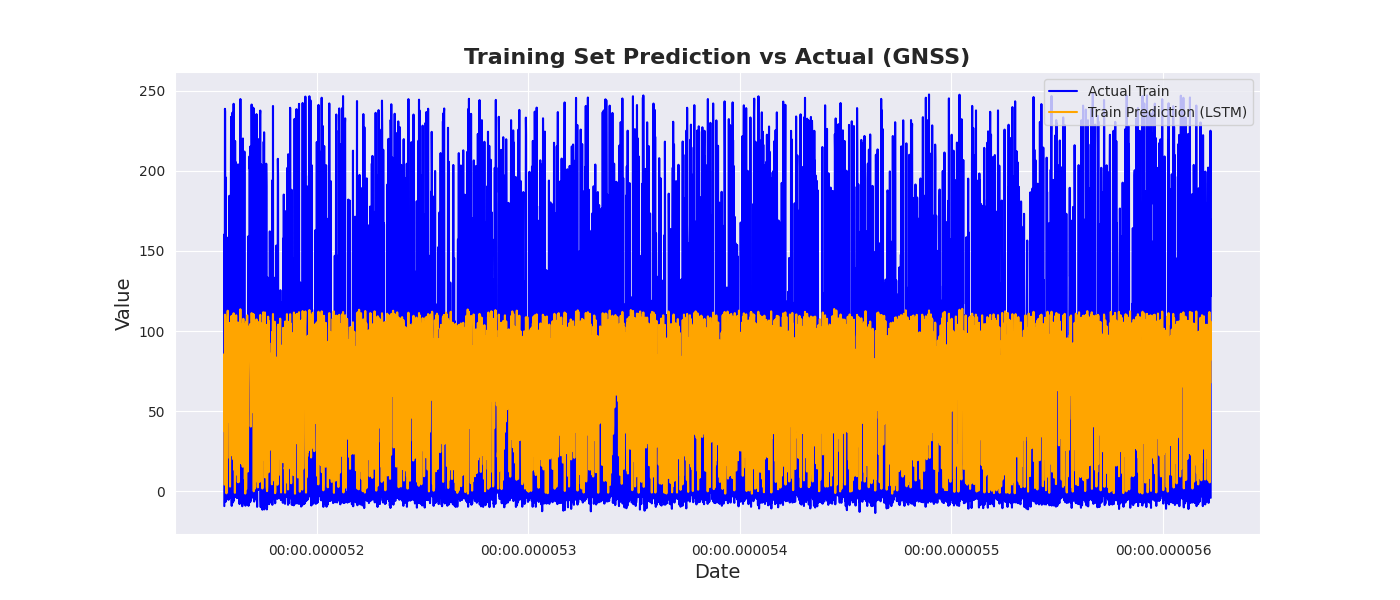 Training Set Prediction vs Actual (GNSS)
Actual Train
Train Prediction (LSTM)
250
200
150
100
50
0
Value
00:00.000052 00:00.000053 00:00.000054 00:00.000055 00:00.000056
Date